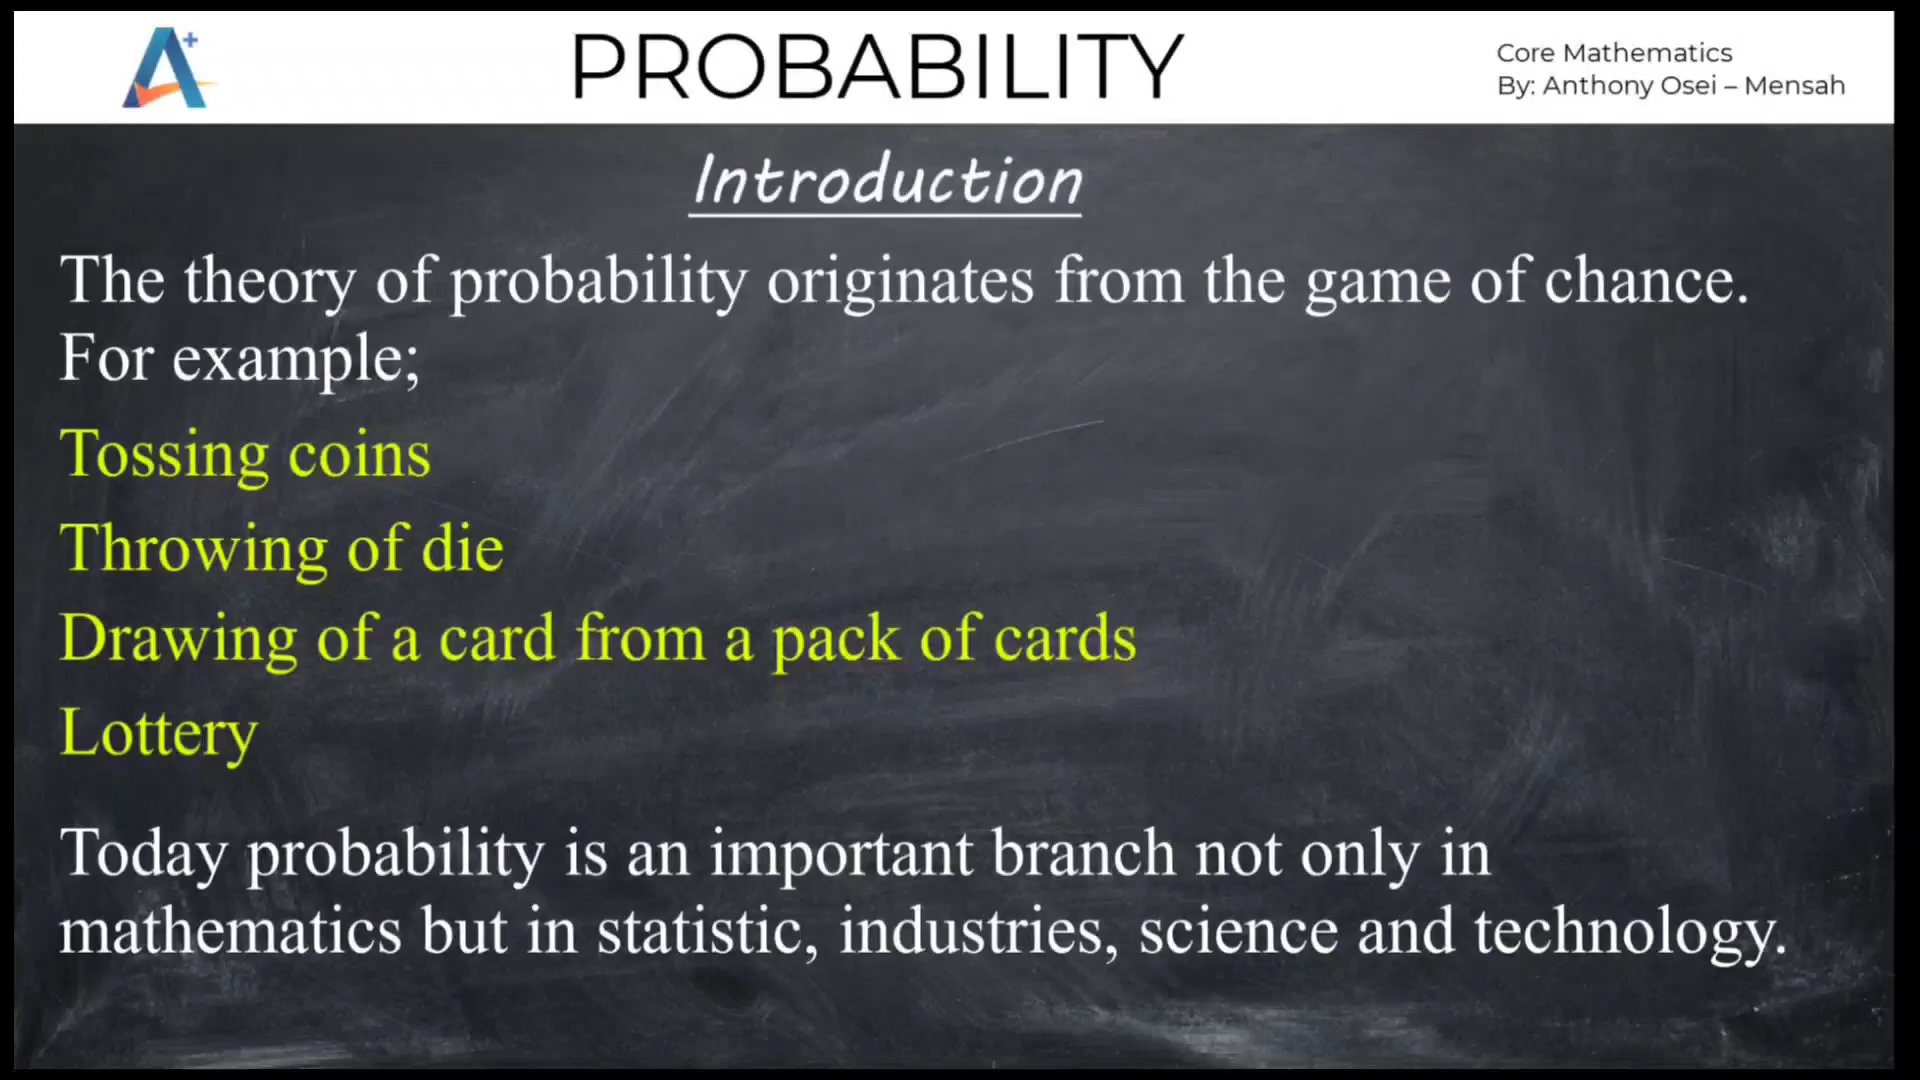 A+
PROBABILITY
Core Mathematics
By: Anthony Osei – Mensah
Introduction
The theory of probability originates from the game of chance.
For example;
Tossing coins
Throwing of die
Drawing of a card from a pack of cards
Lottery
Today probability is an important branch not only in
mathematics but in statistic, industries, science and technology.